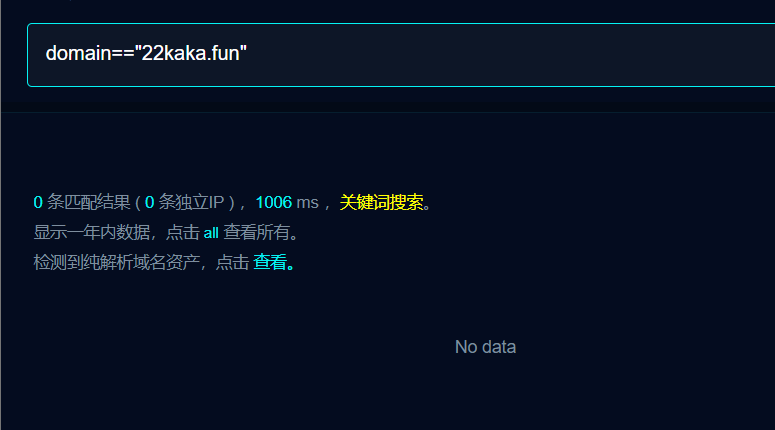 domain=="22kaka.fun"
0 条匹配结果 ( 0 条独立IP ) ，1006 ms ，关键词搜索。
显示一年内数据，点击 all 查看所有。
检测到纯解析域名资产，点击 查看。
No data